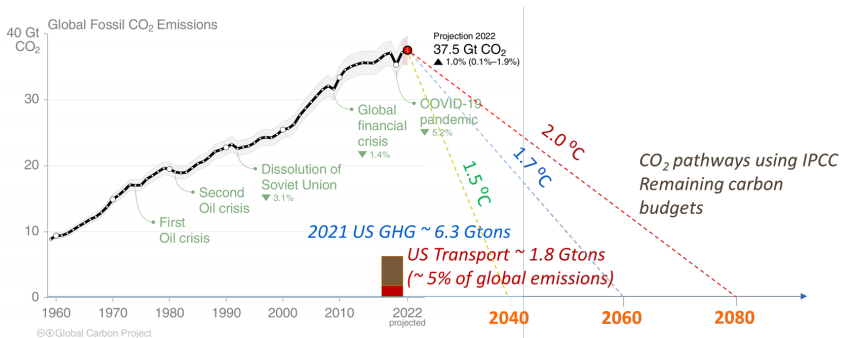 Global Fossil CO₂ Emissions
40 Gt
CO₂
30
20
10
0
Projection 2022
37.5 Gt CO₂
▲ 1.0% (0.1%–1.9%)
Global
financial
crisis
▼ 1.4%
COVID-19
pandemic
▼ 5.2%
Dissolution of
Soviet Union
▼ 3.1%
Second
Oil crisis
First
Oil crisis
1.5 ⁰C
1.7 ⁰C
2.0 ⁰C
CO₂ pathways using IPCC
Remaining carbon
budgets
2021 US GHG ~ 6.3 Gtons
US Transport ~ 1.8 Gtons
(~ 5% of global emissions)
1960 1970 1980 1990 2000 2010 2022
projected
2040 2060 2080
Global Carbon Project